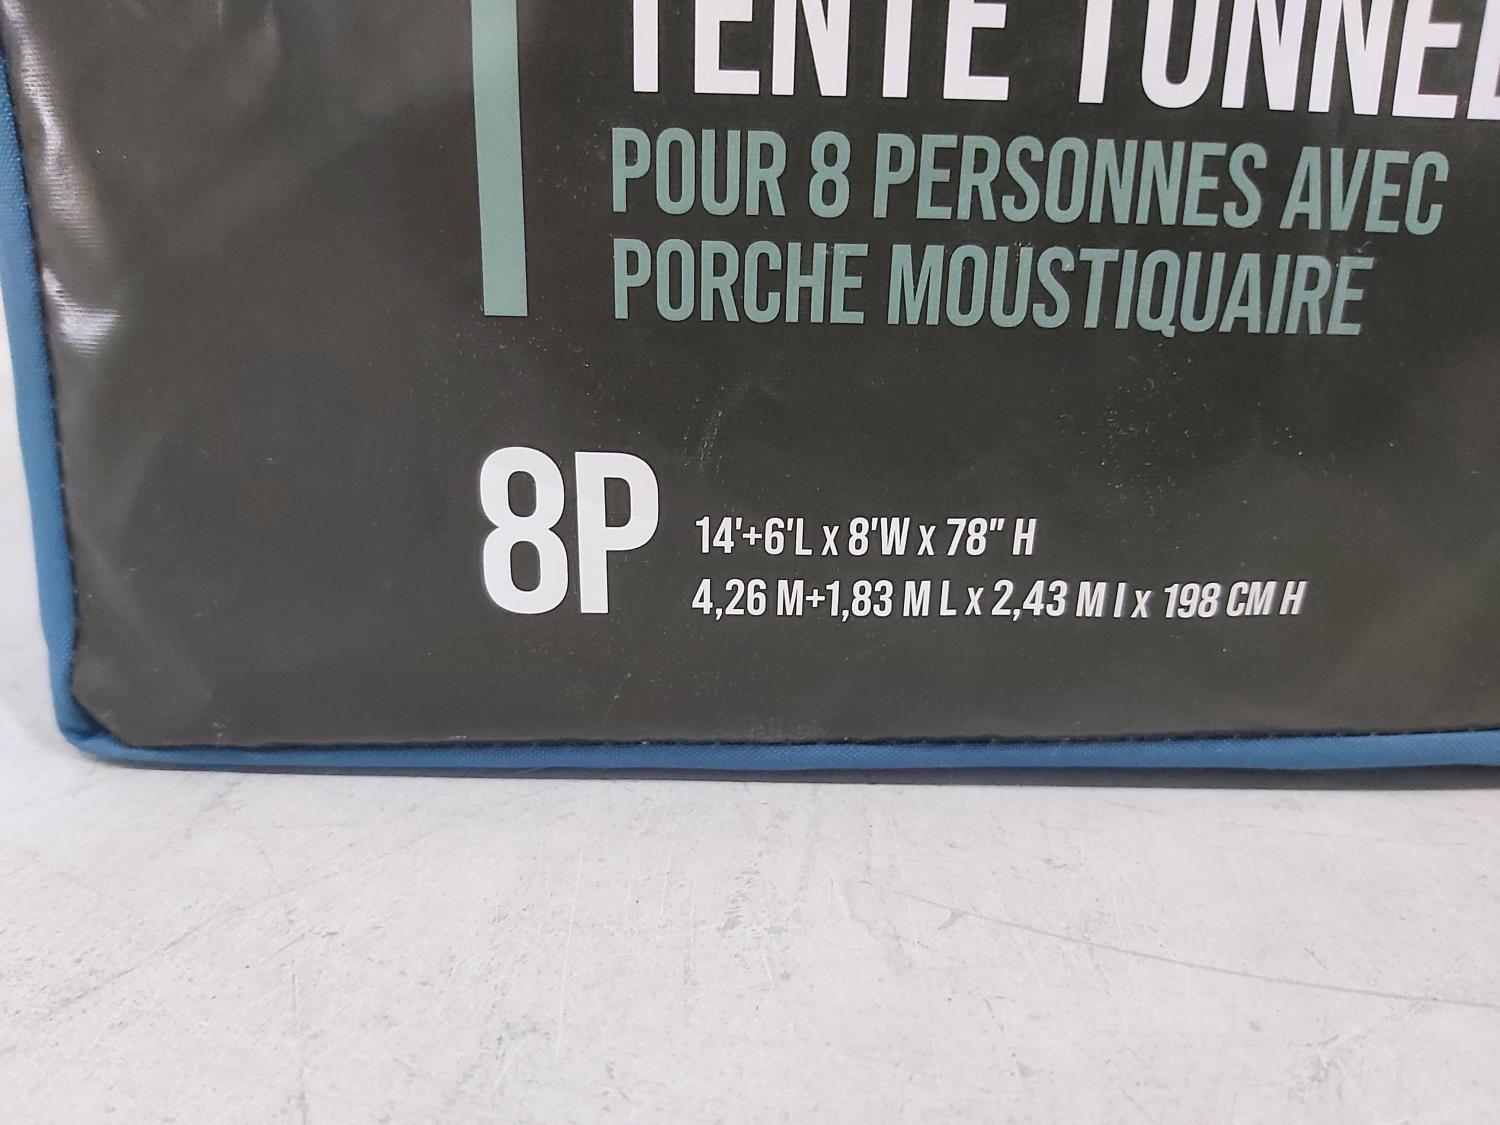 TENTE TUNNEL
POUR 8 PERSONNES AVEC
PORCHE MOUSTIQUAIRE
8P
14'+6'L x 8'W x 78" H
4,26 M+1,83 M L x 2,43 M I x 198 CM H